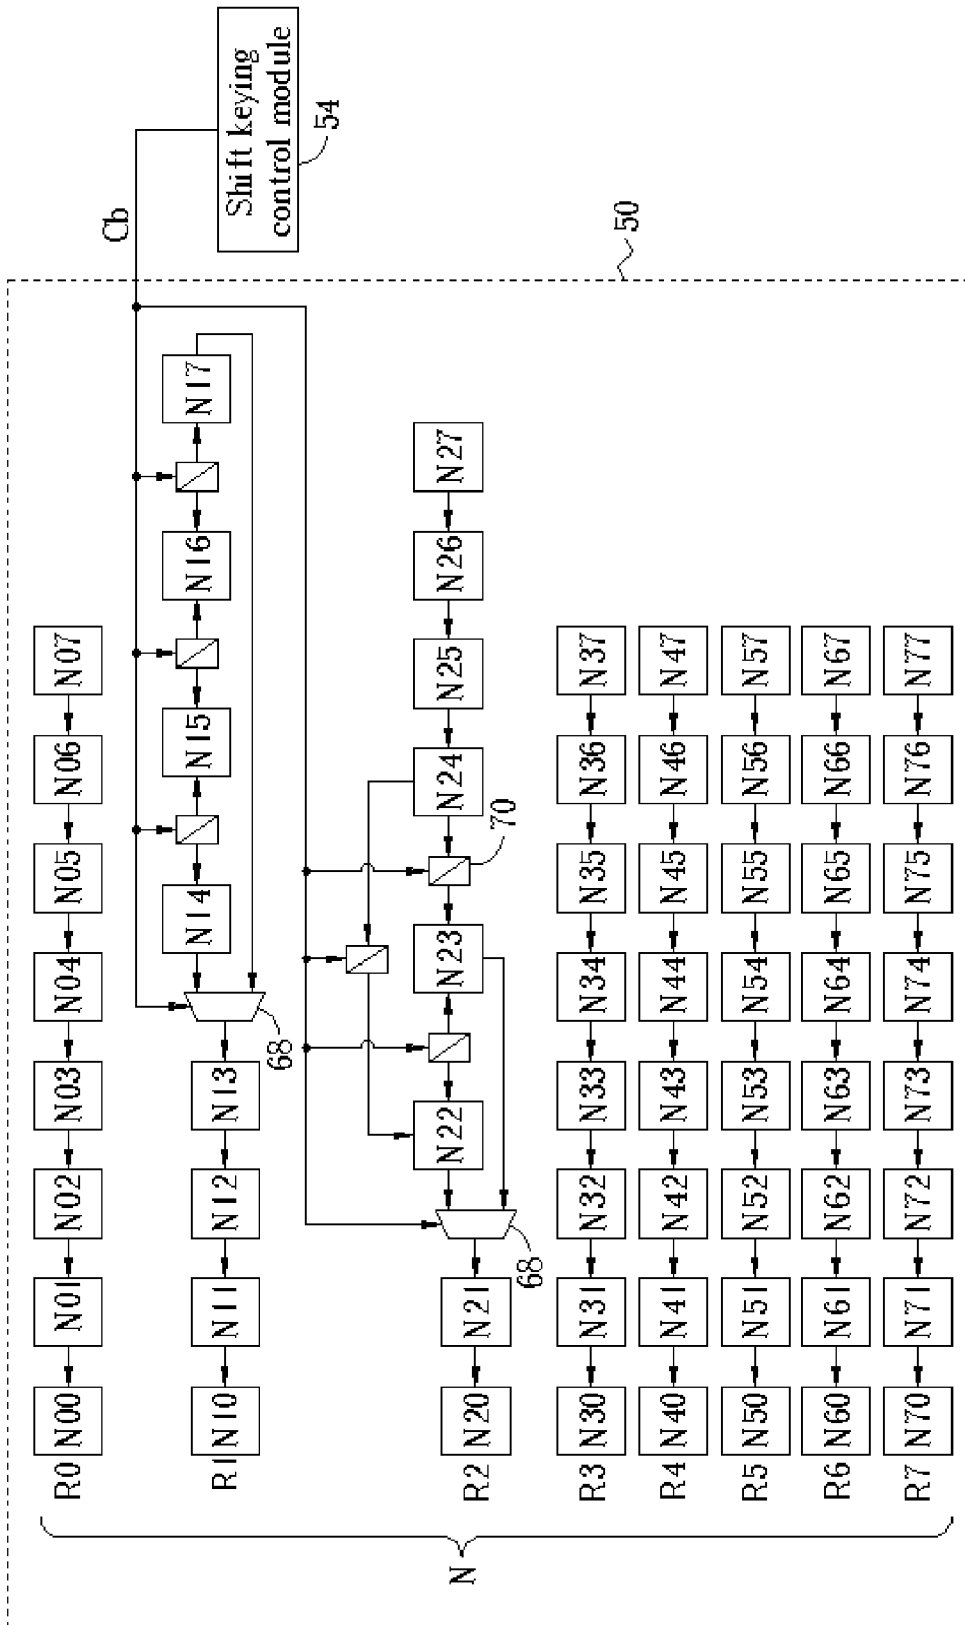 Shift keying
control module
54
Cb
50
R0 N00 N01 N02 N03 N04 N05 N06 N07
R1 N10 N11 N12 N13 N14 N15 N16 N17
68
R2 N20 N21 N22 N23 N24 N25 N26 N27
68
70
R3 N30 N31 N32 N33 N34 N35 N36 N37
R4 N40 N41 N42 N43 N44 N45 N46 N47
R5 N50 N51 N52 N53 N54 N55 N56 N57
R6 N60 N61 N62 N63 N64 N65 N66 N67
R7 N70 N71 N72 N73 N74 N75 N76 N77
N